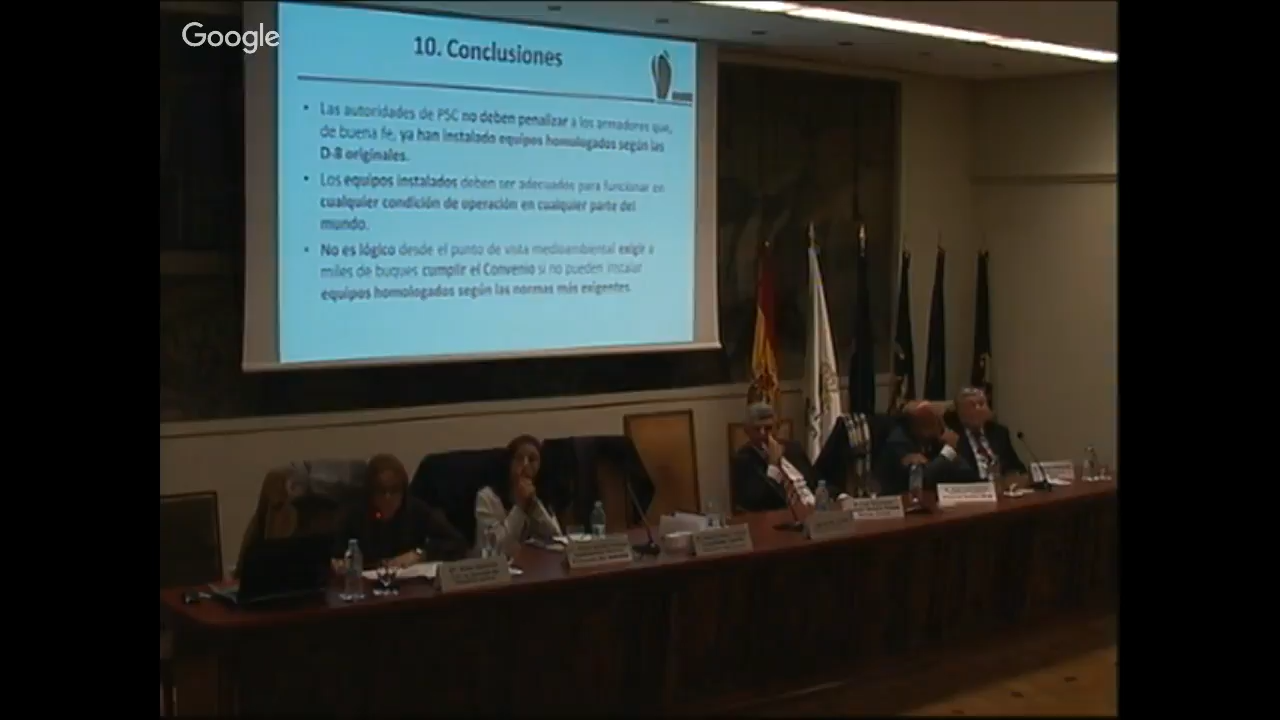 Google
10. Conclusiones
• Las autoridades de PSC no deben penalizar a los armadores que,
de buena fe, ya han instalado equipos homologados según las
D-8 originales.
• Los equipos instalados deben ser adecuados para funcionar en
cualquier condición de operación en cualquier parte del
mundo.
• No es lógico desde el punto de vista medioambiental exigir a
miles de buques cumplir el Convenio si no pueden instalar
equipos homologados según las normas más exigentes.